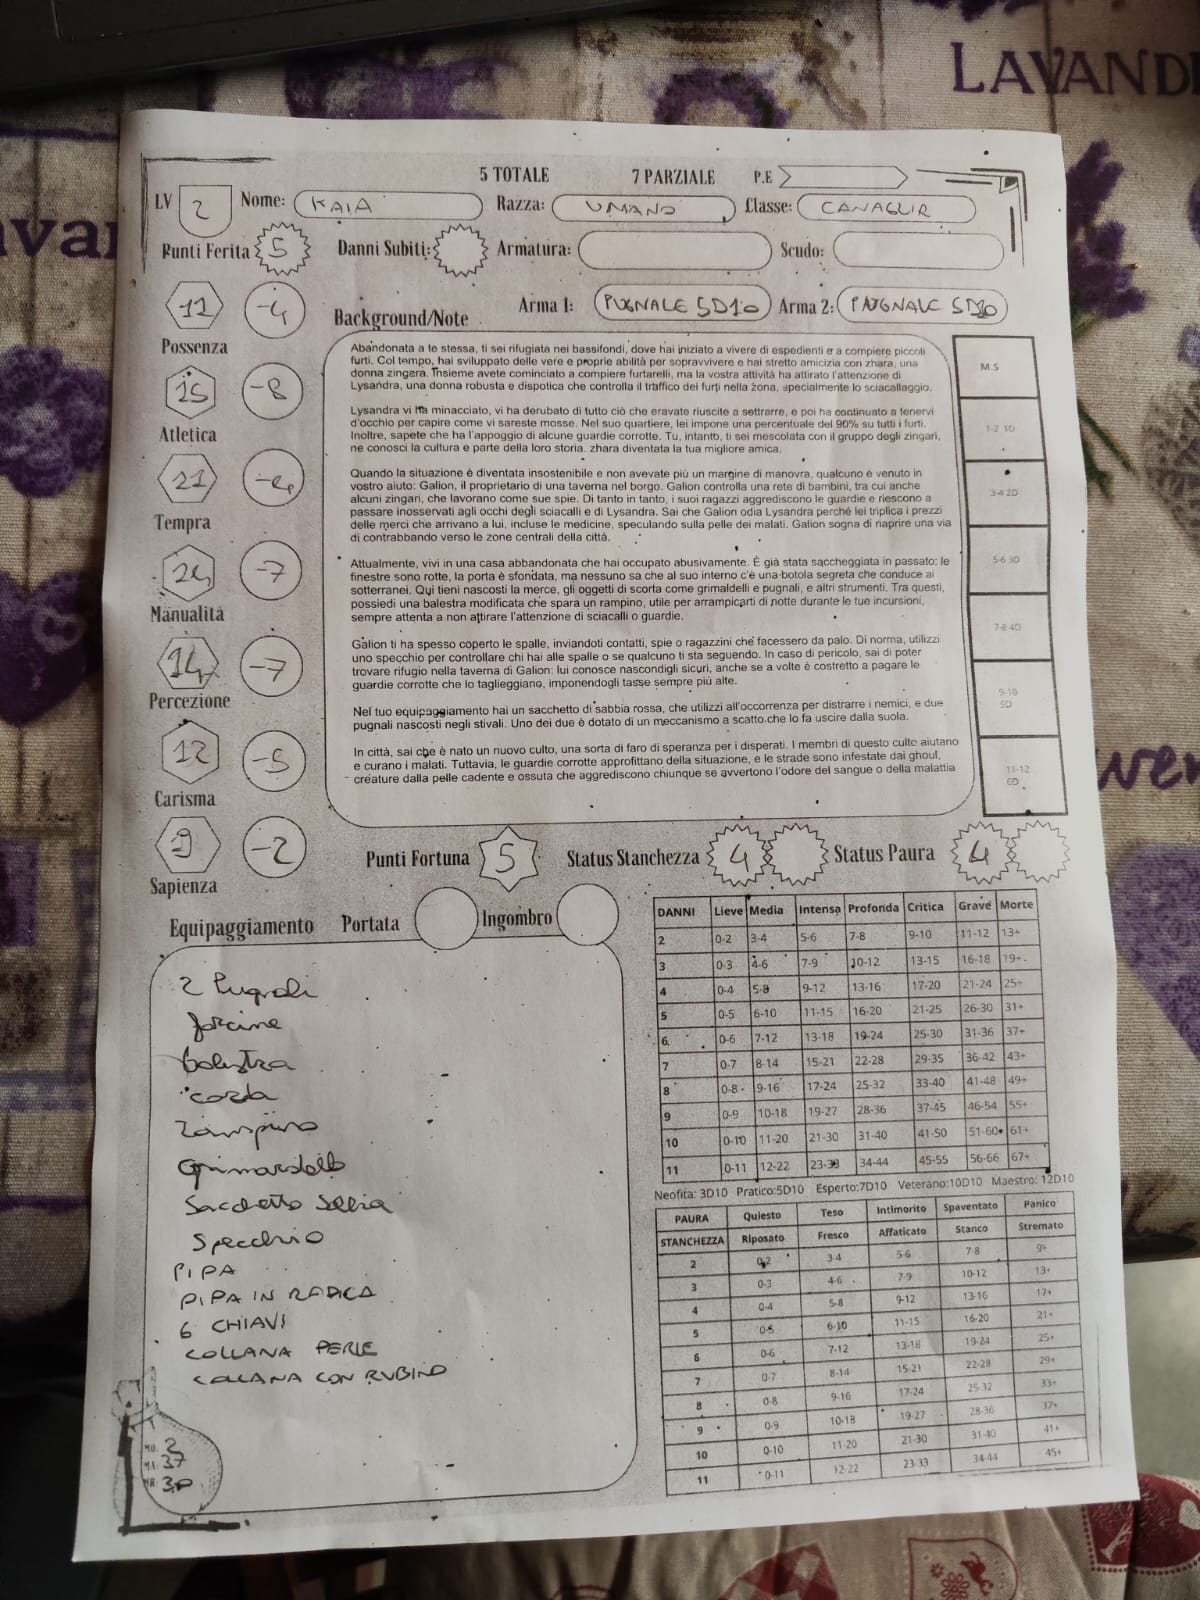 LAVAND
5 TOTALE 7 PARZIALE P.E
LV 2 Nome: KAIA Razza: UMANO Classe: CANAGLIA
Punti Ferita 5 Danni Subiti: Armatura: Scudo:
Arma 1: PUGNALE 5D10 Arma 2: PUGNALE 5D10
12 -4
Possenza
Background/Note
15 -8
Atletica
21
Tempra
24 -7
Manualità
14 -7
Percezione
12 -5
Carisma
9 -2
Sapienza
Abandonata a te stessa, ti sei rifugiata nei bassifondi, dove hai iniziato a vivere di espedienti e a compiere piccoli
furti. Col tempo, hai sviluppato delle vere e proprie abilità per sopravvivere e hai stretto amicizia con zhara, una
donna zingera. Insieme avete cominciato a compiere furtarelli, ma la vostra attività ha attirato l'attenzione di
Lysandra, una donna robusta e dispotica che controlla il traffico dei furti nella zona, specialmente lo sciacallaggio.
Lysandra vi ha minacciato, vi ha derubato di tutto ciò che eravate riuscite a settrarre, e poi ha continuato a tenervi
d'occhio per capire come vi sareste mosse. Nel suo quartiere, lei impone una percentuale del 90% su tutti i furti.
Inoltre, sapete che ha l'appoggio di alcune guardie corrotte. Tu, intanto, ti sei mescolata con il gruppo degli zingari,
ne conosci la cultura e parte della loro storia. zhara diventata la tua migliore amica.
Quando la situazione è diventata insostenibile e non avevate più un margine di manovra, qualcuno è venuto in
vostro aiuto: Galion, il proprietario di una taverna nel borgo. Galion controlla una rete di bambini, tra cui anche
alcuni zingari, che lavorano come sue spie. Di tanto in tanto, i suoi ragazzi aggrediscono le guardie e riescono a
passare inosservati agli occhi degli sciacalli e di Lysandra. Sai che Galion odia Lysandra perché lei triplica i prezzi
delle merci che arrivano a lui, incluse le medicine, speculando sulla pelle dei malati. Galion sogna di riaprire una via
di contrabbando verso le zone centrali della città.
Attualmente, vivi in una casa abbandonata che hai occupato abusivamente. È già stata saccheggiata in passato: le
finestre sono rotte, la porta è sfondata, ma nessuno sa che al suo interno c'è una botola segreta che conduce ai
sotterranei. Qui tieni nascosti la merce, gli oggetti di scorta come grimaldelli e pugnali, e altri strumenti. Tra questi,
possiedi una balestra modificata che spara un rampino, utile per arrampicarti di notte durante le tue incursioni,
sempre attenta a non attirare l'attenzione di sciacalli o guardie.
Galion ti ha spesso coperto le spalle, inviandoti contatti, spie o ragazzini che facessero da palo. Di norma, utilizzi
uno specchio per controllare chi hai alle spalle o se qualcuno ti sta seguendo. In caso di pericolo, sai di poter
trovare rifugio nella taverna di Galion: lui conosce nascondigli sicuri, anche se a volte è costretto a pagare le
guardie corrotte che lo taglieggiano, imponendogli tasse sempre più alte.
Nel tuo equipaggiamento hai un sacchetto di sabbia rossa, che utilizzi all'occorrenza per distrarre i nemici, e due
pugnali nascosti negli stivali. Uno dei due è dotato di un meccanismo a scatto che lo fa uscire dalla suola.
In città, sai che è nato un nuovo culto, una sorta di faro di speranza per i disperati. I membri di questo culto aiutano
e curano i malati. Tuttavia, le guardie corrotte approfittano della situazione, e le strade sono infestate dai ghoul,
creature dalla pelle cadente e ossuta che aggrediscono chiunque se avvertono l'odore del sangue o della malattia
M.S
1-2 1D
3-4 2D
5-6 3D
7-8 4D
9-10
5D
11-12
6D
Punti Fortuna 5 Status Stanchezza 4 Status Paura 4
Equipaggiamento Portata Ingombro
2 Pugnali
forcine
balestra
corda
rampino
Grimardello
Sacchetto Sabbia
Specchio
PIPA
PIPA IN RADICA
6 CHIAVI
COLLANA PERLE
COLLANA CON RUBINO
MO: 2
MA: 37
MR: 30
DANNI Lieve Media Intensa Profonda Critica Grave Morte
2 0-2 3-4 5-6 7-8 9-10 11-12 13+
3 0-3 4-6 7-9 10-12 13-15 16-18 19+
4 0-4 5-8 9-12 13-16 17-20 21-24 25+
5 0-5 6-10 11-15 16-20 21-25 26-30 31+
6 0-6 7-12 13-18 19-24 25-30 31-36 37+
7 0-7 8-14 15-21 22-28 29-35 36-42 43+
8 0-8 9-16 17-24 25-32 33-40 41-48 49+
9 0-9 10-18 19-27 28-36 37-45 46-54 55+
10 0-10 11-20 21-30 31-40 41-50 51-60 61+
11 0-11 12-22 23-33 34-44 45-55 56-66 67+
Neofita: 3D10 Pratico:5D10 Esperto:7D10 Veterano:10D10 Maestro: 12D10
PAURA Quiesto Teso Intimorito Spaventato Panico
STANCHEZZA Riposato Fresco Affaticato Stanco Stremato
2 0-2 3-4 5-6 7-8 9+
3 0-3 4-6 7-9 10-12 13+
4 0-4 5-8 9-12 13-16 17+
5 0-5 6-10 11-15 16-20 21+
6 0-6 7-12 13-18 19-24 25+
7 0-7 8-14 15-21 22-28 29+
8 0-8 9-16 17-24 25-32 33+
9 0-9 10-18 19-27 28-36 37+
10 0-10 11-20 21-30 31-40 41+
11 0-11 12-22 23-33 34-44 45+